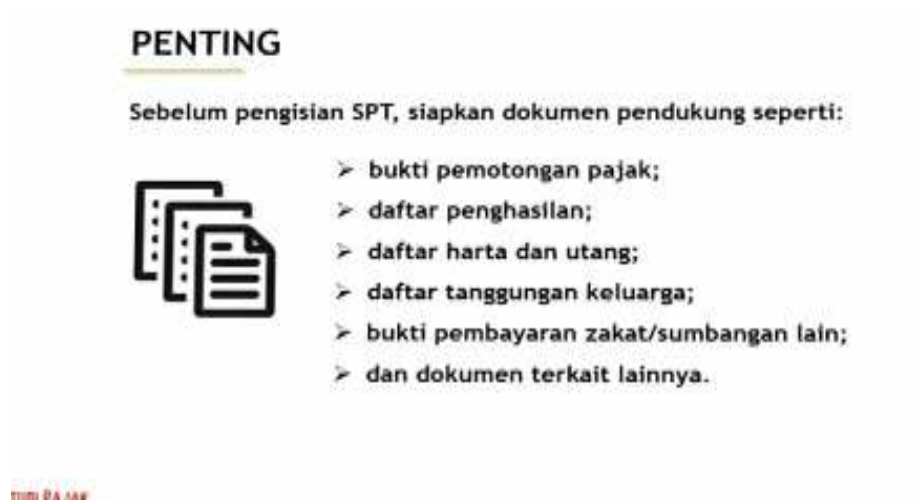 PENTING
Sebelum pengisian SPT, siapkan dokumen pendukung seperti:
➢ bukti pemotongan pajak;
➢ daftar penghasilan;
➢ daftar harta dan utang;
➢ daftar tanggungan keluarga;
➢ bukti pembayaran zakat/sumbangan lain;
➢ dan dokumen terkait lainnya.